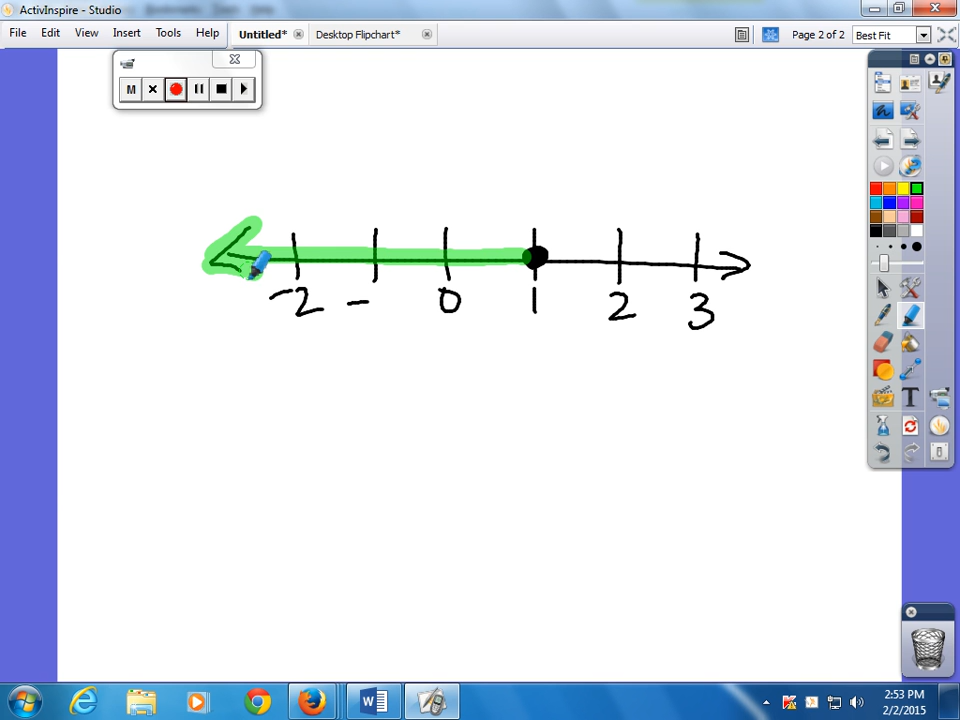 ActivInspire - Studio
File Edit View Insert Tools Help Untitled* Desktop Flipchart* Page 2 of 2 Best Fit
M
-2 - 0 1 2 3
T
W
2:53 PM
2/2/2015